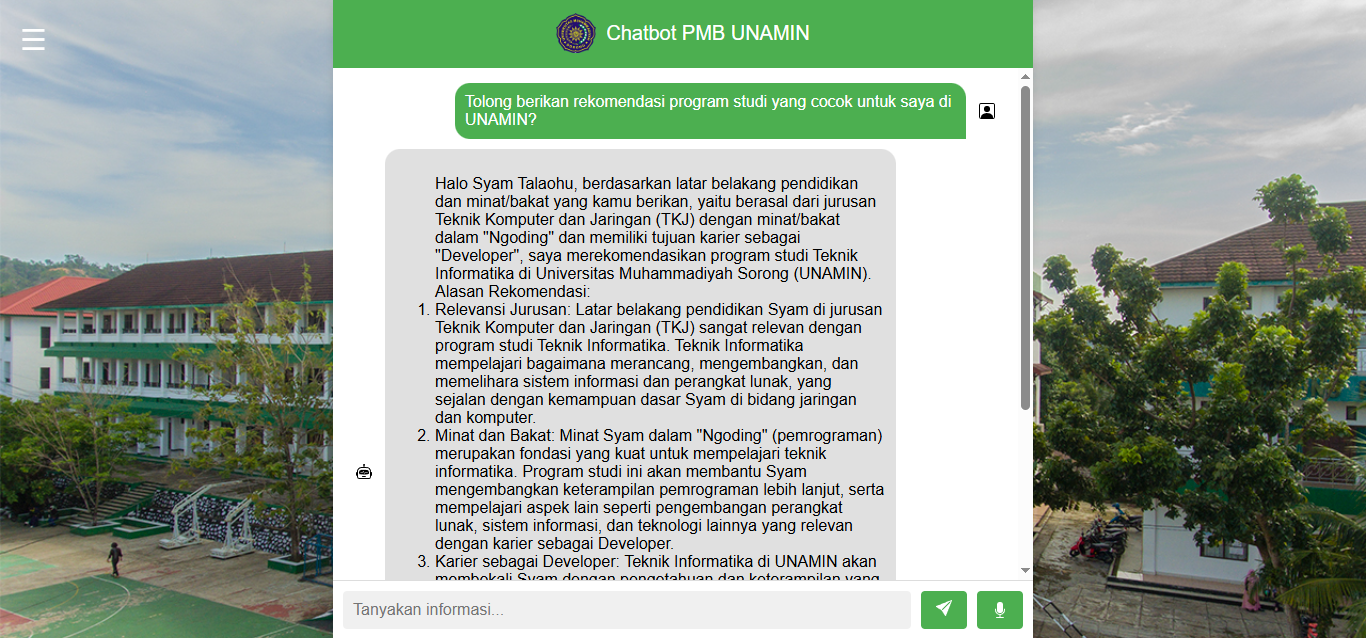 Chatbot PMB UNAMIN
Tolong berikan rekomendasi program studi yang cocok untuk saya di
UNAMIN?
Halo Syam Talaohu, berdasarkan latar belakang pendidikan
dan minat/bakat yang kamu berikan, yaitu berasal dari jurusan
Teknik Komputer dan Jaringan (TKJ) dengan minat/bakat
dalam "Ngoding" dan memiliki tujuan karier sebagai
"Developer", saya merekomendasikan program studi Teknik
Informatika di Universitas Muhammadiyah Sorong (UNAMIN).
Alasan Rekomendasi:
1. Relevansi Jurusan: Latar belakang pendidikan Syam di jurusan
Teknik Komputer dan Jaringan (TKJ) sangat relevan dengan
program studi Teknik Informatika. Teknik Informatika
mempelajari bagaimana merancang, mengembangkan, dan
memelihara sistem informasi dan perangkat lunak, yang
sejalan dengan kemampuan dasar Syam di bidang jaringan
dan komputer.
2. Minat dan Bakat: Minat Syam dalam "Ngoding" (pemrograman)
merupakan fondasi yang kuat untuk mempelajari teknik
informatika. Program studi ini akan membantu Syam
mengembangkan keterampilan pemrograman lebih lanjut, serta
mempelajari aspek lain seperti pengembangan perangkat
lunak, sistem informasi, dan teknologi lainnya yang relevan
dengan karier sebagai Developer.
3. Karier sebagai Developer: Teknik Informatika di UNAMIN akan
membekali Syam dengan pengetahuan dan keterampilan yang
Tanyakan informasi...